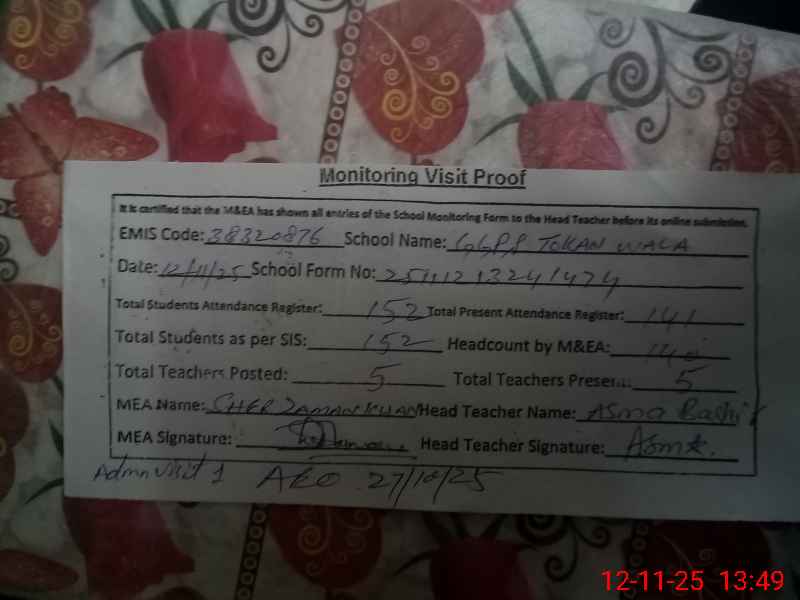 Monitoring Visit Proof
It is certified that the M&EA has shown all entries of the School Monitoring Form to the Head Teacher before its online submission.
EMIS Code: 38320876 School Name: GGPS TOKAN WALA
Date: 12/11/25 School Form No: 25111213241474
Total Students Attendance Register: 152 Total Present Attendance Register: 141
Total Students as per SIS: 152 Headcount by M&EA: 140
Total Teachers Posted: 5 Total Teachers Present: 5
MEA Name: SHER ZAMAN KHAN Head Teacher Name: Asma Bashir
MEA Signature: Head Teacher Signature: Asma.
Admn visit 1 AEO 27/10/25
12-11-25 13:49